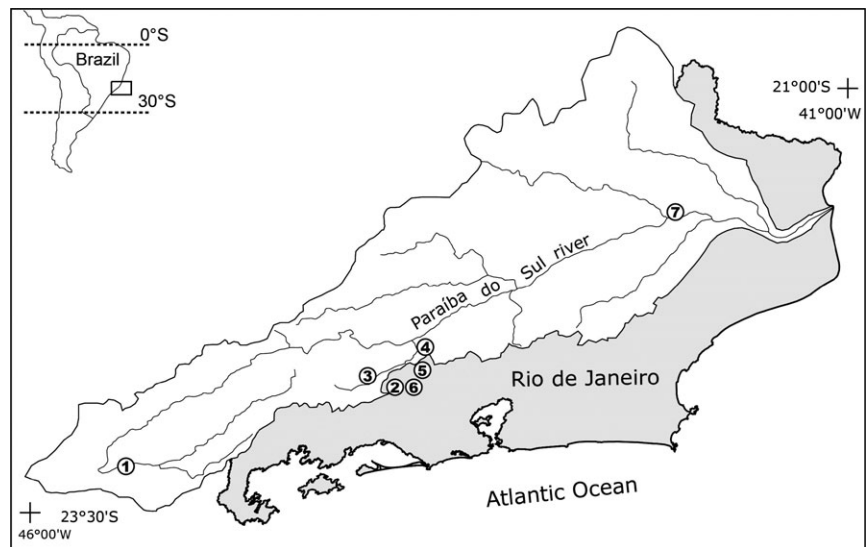 0°S
Brazil
30°S
21°00'S
41°00'W
7
Paraíba do Sul river
4
3
5
2 6
Rio de Janeiro
1
Atlantic Ocean
23°30'S
46°00'W